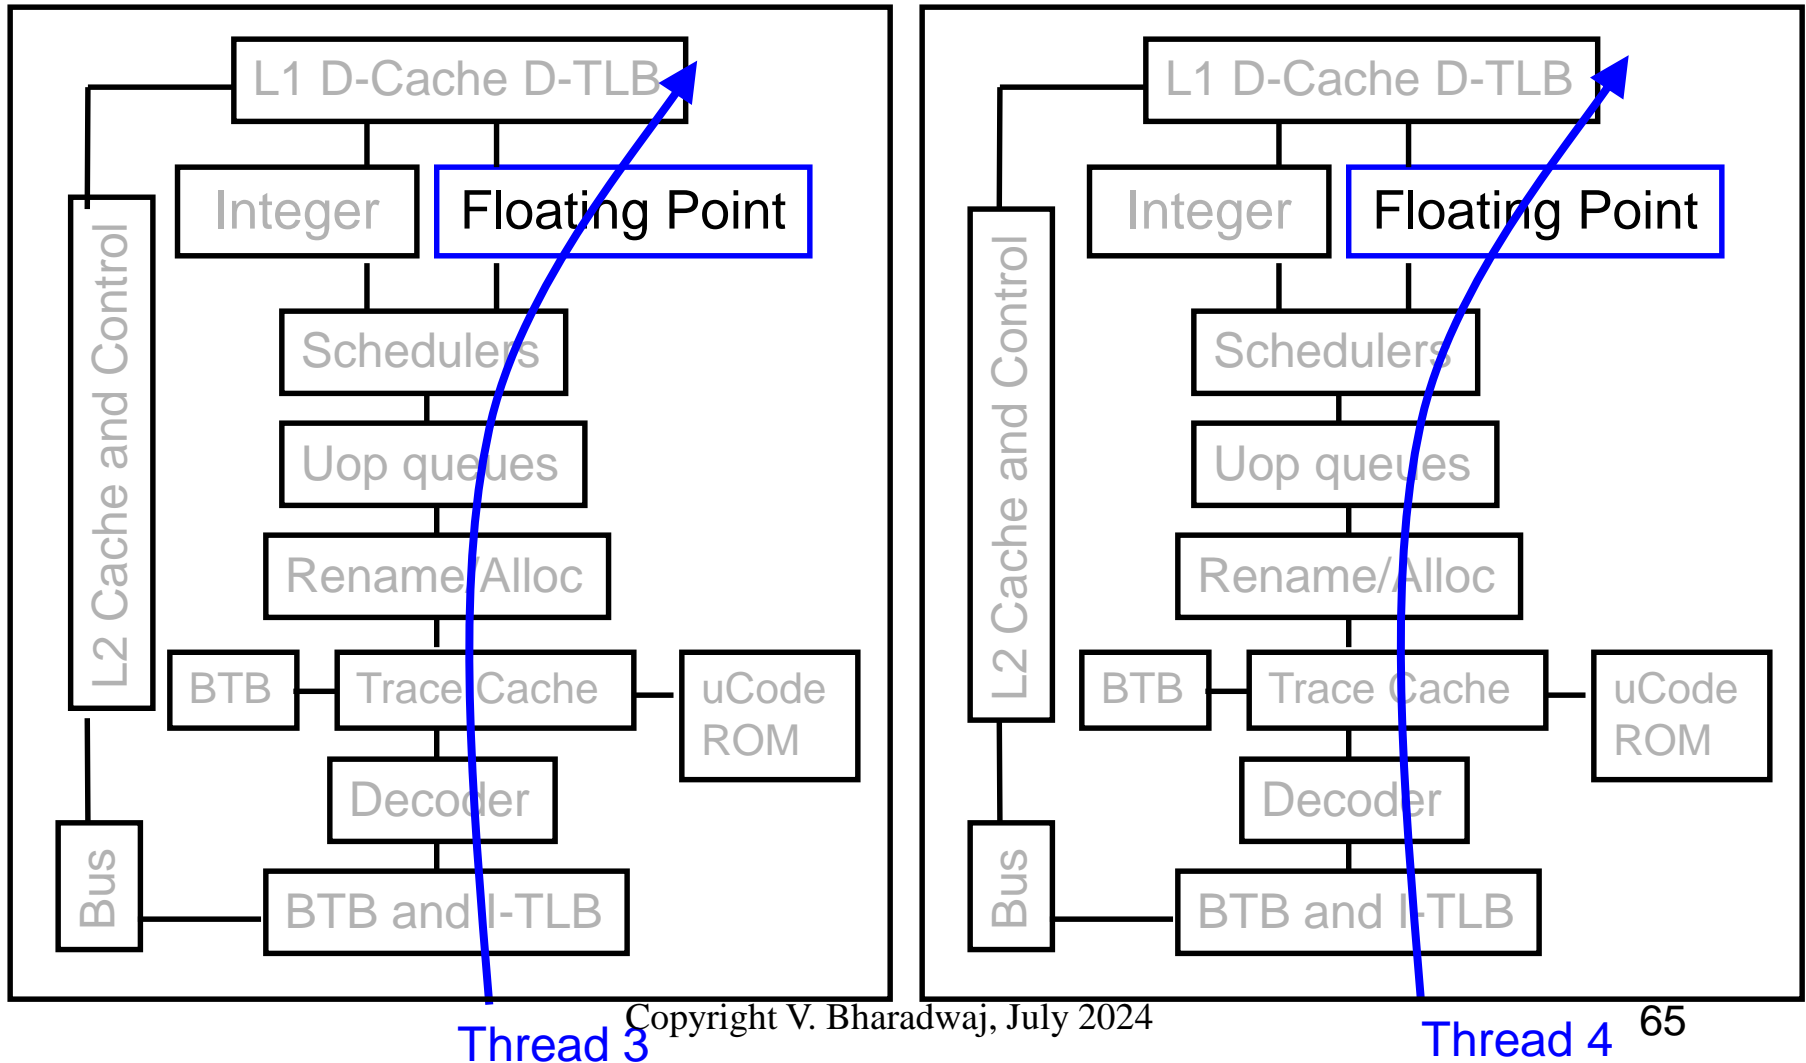 L1 D-Cache D-TLB
Integer
Floating Point
L2 Cache and Control
Schedulers
Uop queues
Rename/Alloc
BTB
Trace Cache
uCode
ROM
Decoder
Bus
BTB and I-TLB
Thread 3
L1 D-Cache D-TLB
Integer
Floating Point
L2 Cache and Control
Schedulers
Uop queues
Rename/Alloc
BTB
Trace Cache
uCode
ROM
Decoder
Bus
BTB and I-TLB
Thread 4
Copyright V. Bharadwaj, July 2024
65